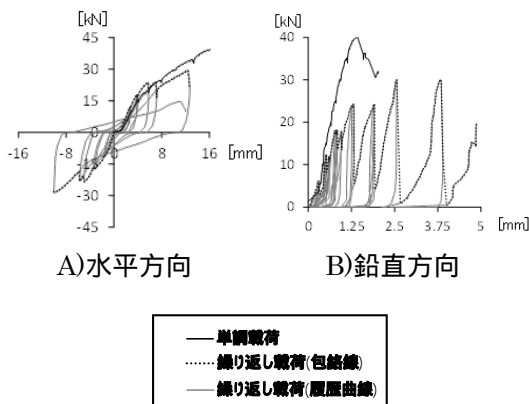 [kN] [kN]
45 40
30 30
15 20
0 10
-15 0
-30
-45
-16 -8 0 8 16 [mm]
0 1.25 2.5 3.75 5 [mm]
A)水平方向 B)鉛直方向
単調載荷
繰り返し載荷(包絡線)
繰り返し載荷(履歴曲線)